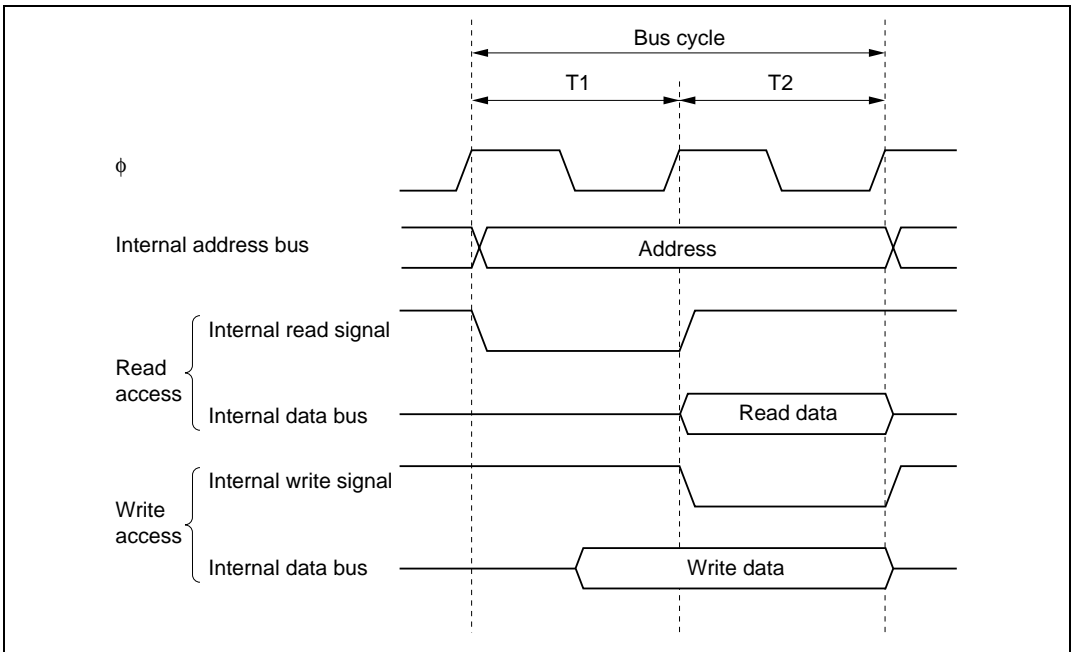 Bus cycle
T1
T2
ϕ
Internal address bus
Address
Internal read signal
Read
access
Internal data bus
Read data
Internal write signal
Write
access
Internal data bus
Write data